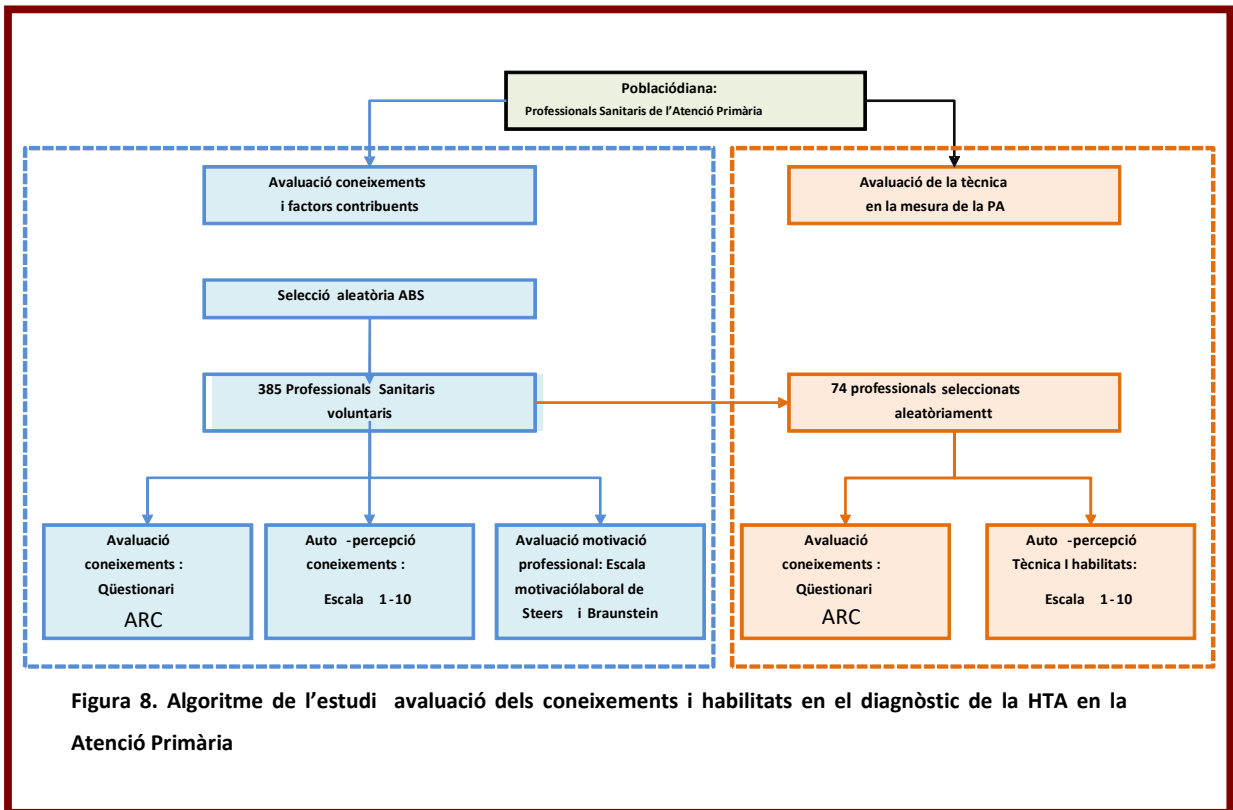 Poblaciódiana:
Professionals Sanitaris de l’Atenció Primària
Avaluació coneixements
i factors contribuents
Avaluació de la tècnica
en la mesura de la PA
Selecció aleatòria ABS
385 Professionals Sanitaris
voluntaris
74 professionals seleccionats
aleatòriamentt
Avaluació
coneixements :
Qüestionari
ARC
Auto -percepció
coneixements :
Escala 1-10
Avaluació motivació
professional: Escala
motivaciólaboral de
Steers i Braunstein
Avaluació
coneixements :
Qüestionari
ARC
Auto -percepció
Tècnica I habilitats:
Escala 1-10
Figura 8. Algoritme de l’estudi avaluació dels coneixements i habilitats en el diagnòstic de la HTA en la
Atenció Primària